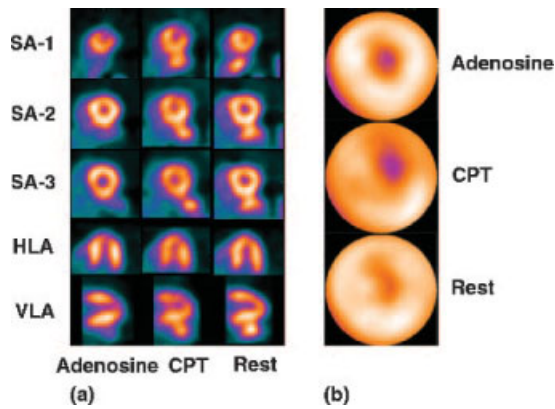 SA-1
SA-2
SA-3
HLA
VLA
Adenosine CPT Rest
(a)
Adenosine
CPT
Rest
(b)